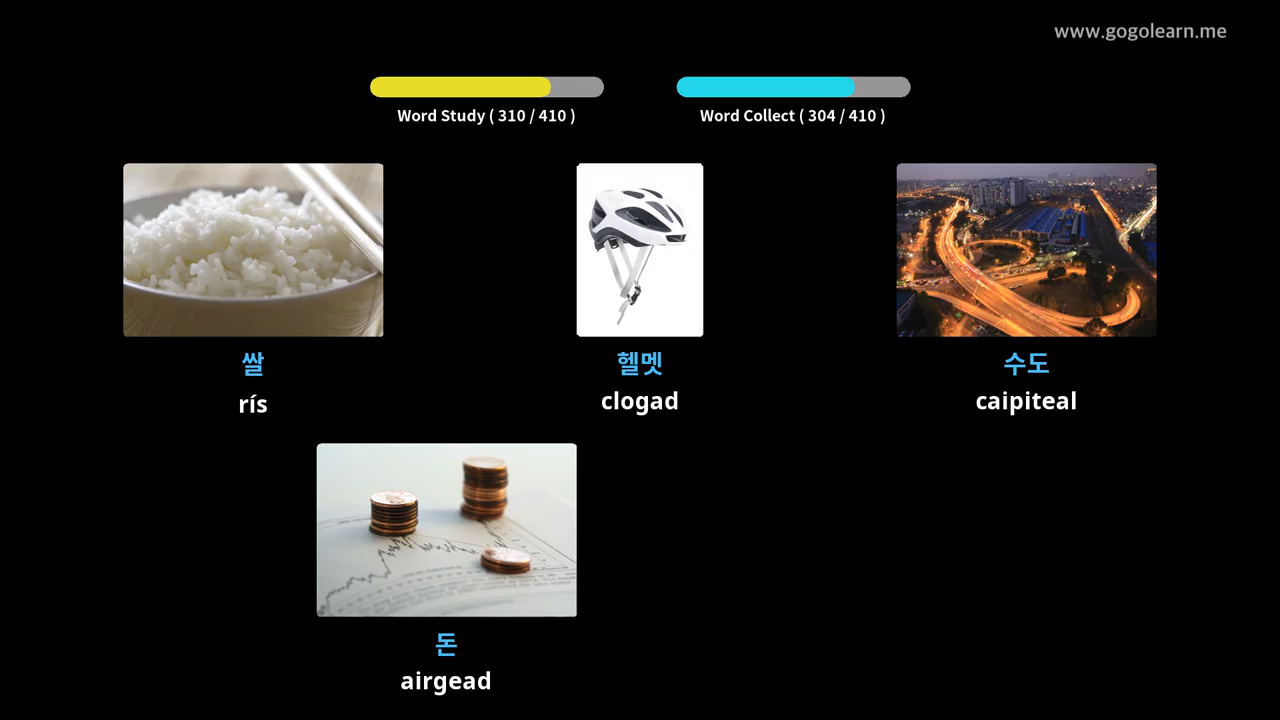 www.gogolearn.me
Word Study ( 310 / 410 )
Word Collect ( 304 / 410 )
쌀
rís
헬멧
clogad
수도
caipiteal
돈
airgead